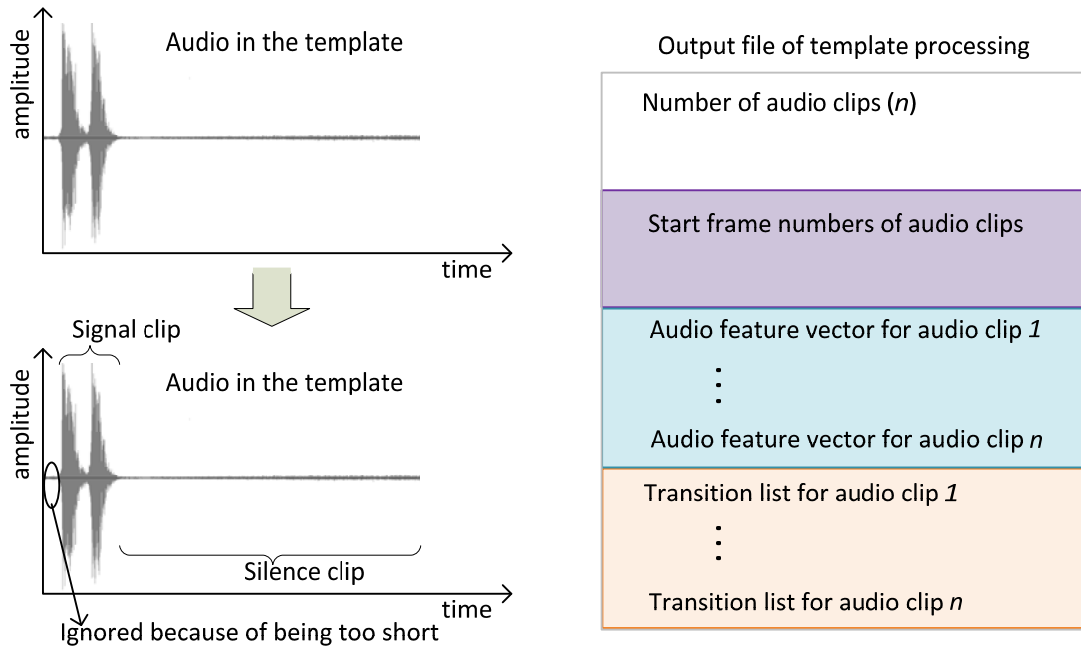 amplitude
Audio in the template
time
Signal clip
amplitude
Audio in the template
Silence clip
time
Ignored because of being too short
Output file of template processing
Number of audio clips (n)
Start frame numbers of audio clips
Audio feature vector for audio clip 1
Audio feature vector for audio clip n
Transition list for audio clip 1
Transition list for audio clip n